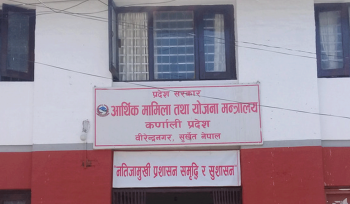 प्रदेश सरकार
आर्थिक मामिला तथा योजना मन्त्रालय
कर्णाली प्रदेश
वीरेन्द्रनगर, सुर्खेत नेपाल
"नतिजामुखी प्रशासन समृद्धि र सुशासन"